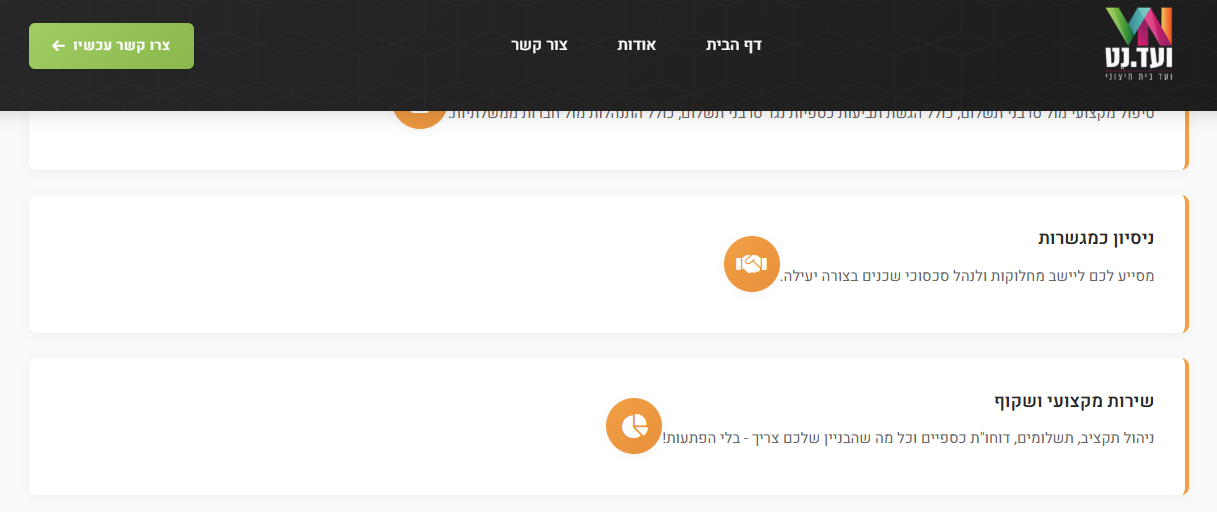 ועד.נט
ועד בית חיצוני
דף הבית
אודות
צור קשר
צרו קשר עכשיו ←
טיפול מקצועי מול סרבני תשלום, כולל הגשת תביעות כספיות נגד סרבני תשלום, כולל התנהלות מול חברות ממשלתיות.
ניסיון כמגשרות
מסייע לכם ליישב מחלוקות ולנהל סכסוכי שכנים בצורה יעילה.
שירות מקצועי ושקוף
ניהול תקציב, תשלומים, דוחו"ת כספיים וכל מה שהבניין שלכם צריך - בלי הפתעות!